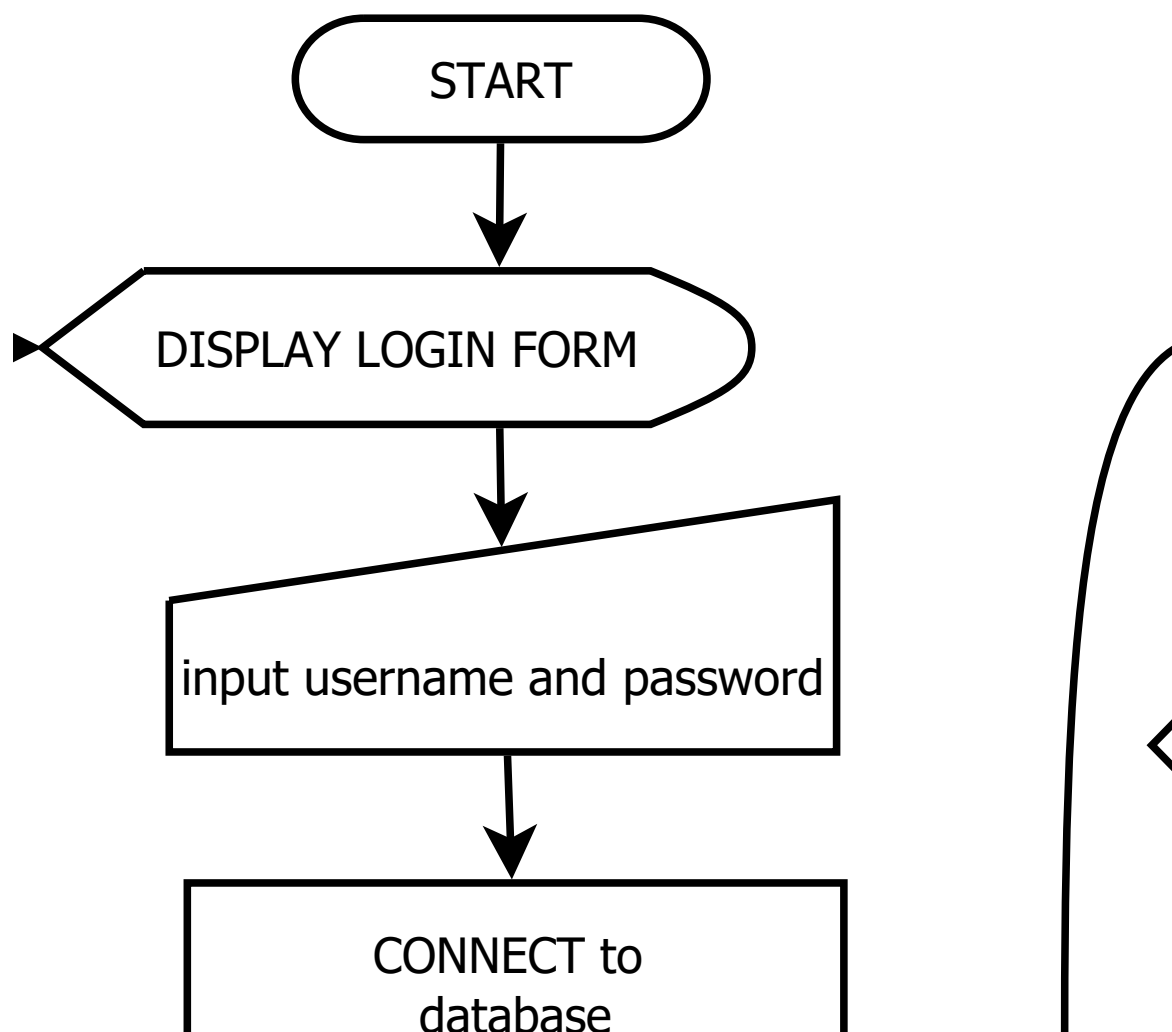 START
DISPLAY LOGIN FORM
input username and password
CONNECT to
database